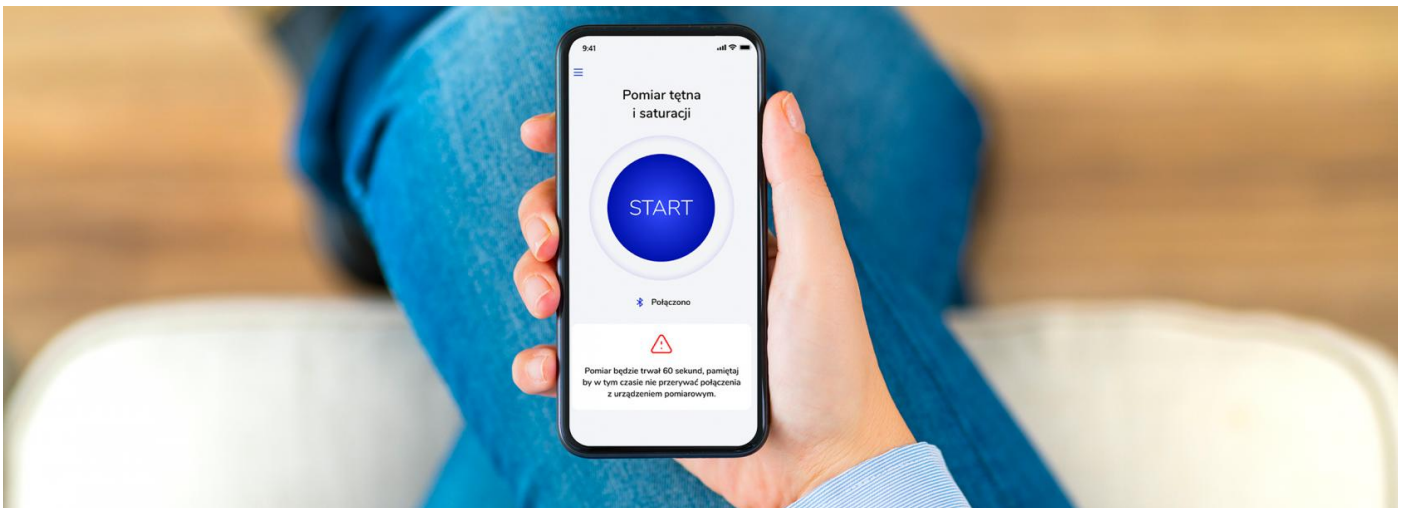 9:41
Pomiar tętna
i saturacji
START
Połączono
Pomiar będzie trwał 60 sekund, pamiętaj
by w tym czasie nie przerywać połączenia
z urządzeniem pomiarowym.